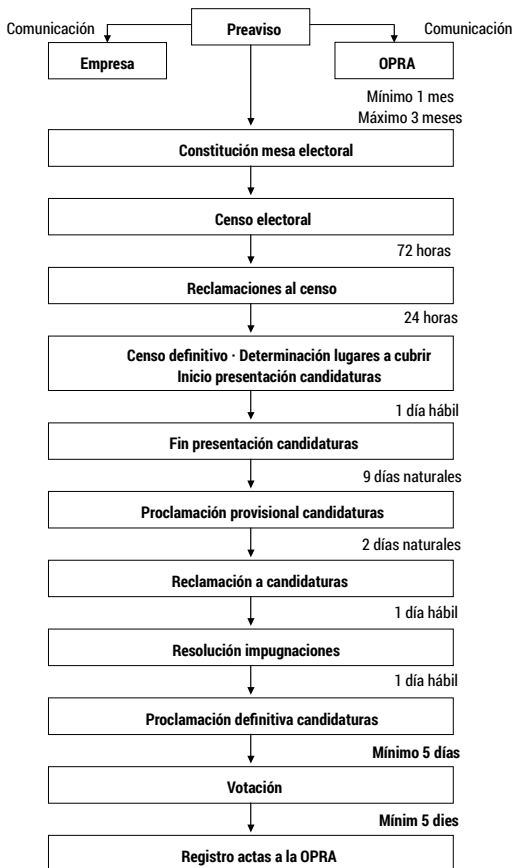 Comunicación
Preaviso
Comunicación
Empresa
OPRA
Mínimo 1 mes
Máximo 3 meses
Constitución mesa electoral
Censo electoral
72 horas
Reclamaciones al censo
24 horas
Censo definitivo · Determinación lugares a cubrir
Inicio presentación candidaturas
1 día hábil
Fin presentación candidaturas
9 días naturales
Proclamación provisional candidaturas
2 días naturales
Reclamación a candidaturas
1 día hábil
Resolución impugnaciones
1 día hábil
Proclamación definitiva candidaturas
Mínimo 5 días
Votación
Mínim 5 dies
Registro actas a la OPRA